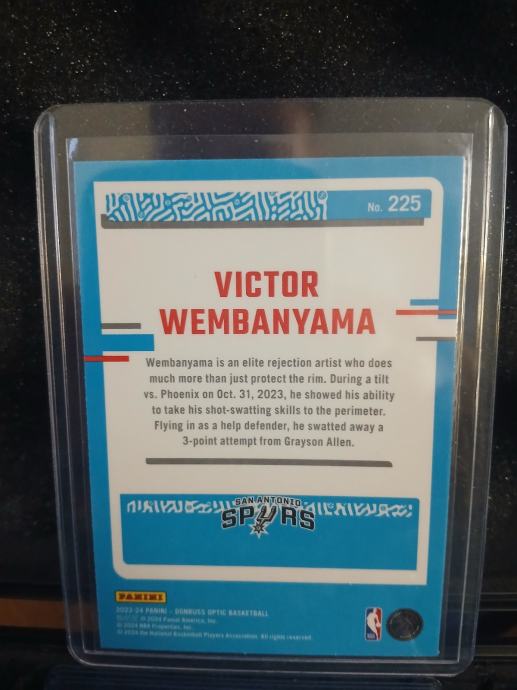 No. 225
VICTOR
WEMBANYAMA
Wembanyama is an elite rejection artist who does
much more than just protect the rim. During a tilt
vs. Phoenix on Oct. 31, 2023, he showed his ability
to take his shot-swatting skills to the perimeter.
Flying in as a help defender, he swatted away a
3-point attempt from Grayson Allen.
SAN ANTONIO
SPURS
PANINI
2023-24 PANINI - DONRUSS OPTIC BASKETBALL
© 2024 Panini America, Inc.
© 2024 NBA Properties, Inc.
© 2024 the National Basketball Players Association. All rights reserved.